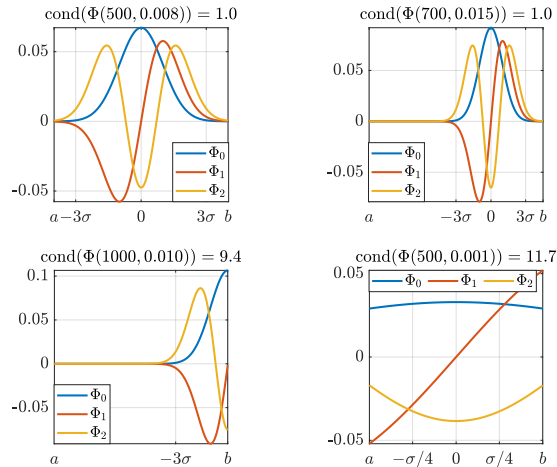 cond(Φ(500, 0.008)) = 1.0
0.05
0
-0.05
Φ₀
Φ₁
Φ₂
a −3σ 0 3σ b
cond(Φ(700, 0.015)) = 1.0
0.05
0
-0.05
Φ₀
Φ₁
Φ₂
a −3σ 0 3σ b
cond(Φ(1000, 0.010)) = 9.4
0.1
0.05
0
-0.05
Φ₀
Φ₁
Φ₂
a −3σ b
cond(Φ(500, 0.001)) = 11.7
Φ₀ Φ₁ Φ₂
0.05
0
-0.05
a −σ/4 0 σ/4 b